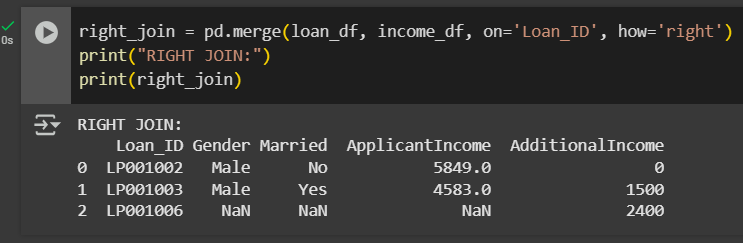 right_join = pd.merge(loan_df, income_df, on='Loan_ID', how='right')
0s
print("RIGHT JOIN:")
print(right_join)
RIGHT JOIN:
    Loan_ID Gender Married  ApplicantIncome  AdditionalIncome
0  LP001002   Male      No           5849.0                 0
1  LP001003   Male     Yes           4583.0              1500
2  LP001006    NaN     NaN              NaN              2400